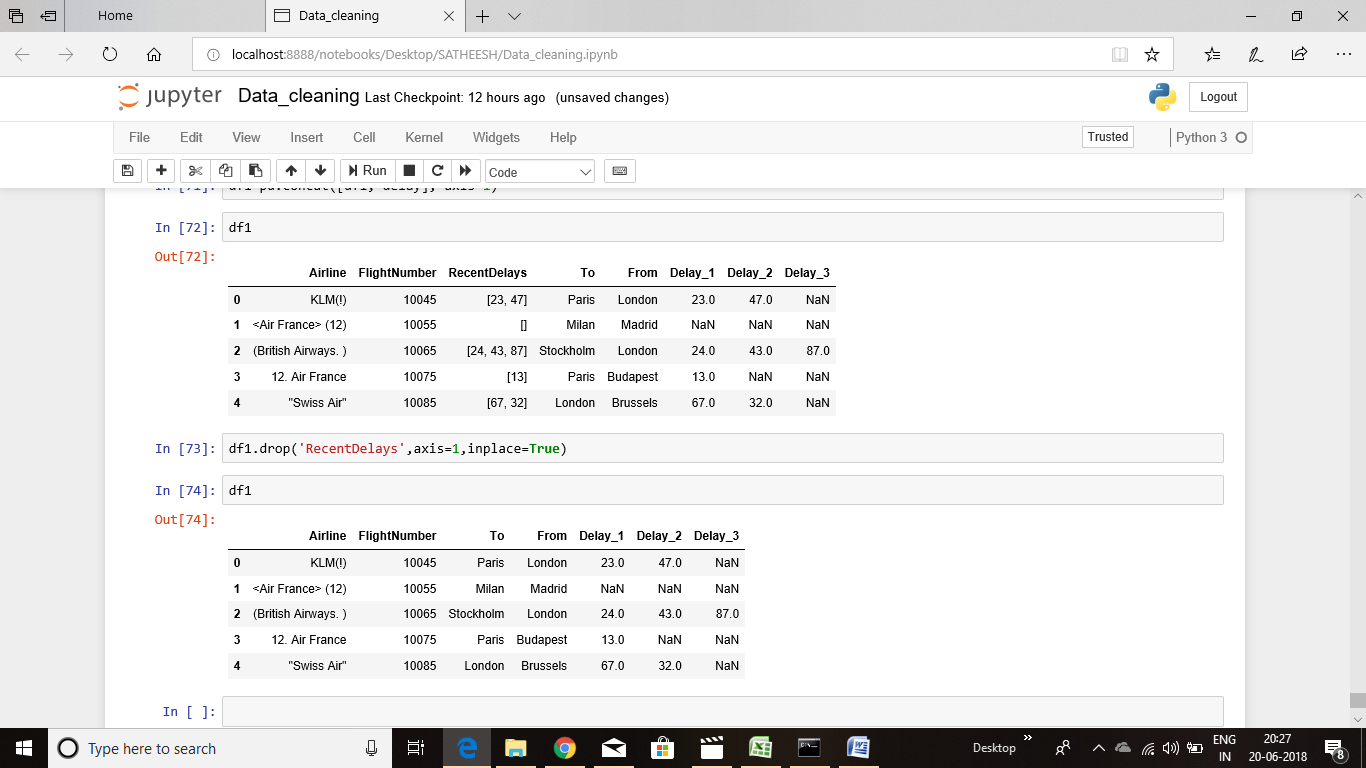 Home
Data_cleaning
localhost:8888/notebooks/Desktop/SATHEESH/Data_cleaning.ipynb
jupyter Data_cleaning Last Checkpoint: 12 hours ago (unsaved changes)
Logout
File Edit View Insert Cell Kernel Widgets Help
Trusted
Python 3
Run
Code
In [72]: df1
Out[72]:
Airline FlightNumber RecentDelays To From Delay_1 Delay_2 Delay_3
0 KLM(!) 10045 [23, 47] Paris London 23.0 47.0 NaN
1 <Air France> (12) 10055 [] Milan Madrid NaN NaN NaN
2 (British Airways. ) 10065 [24, 43, 87] Stockholm London 24.0 43.0 87.0
3 12. Air France 10075 [13] Paris Budapest 13.0 NaN NaN
4 "Swiss Air" 10085 [67, 32] London Brussels 67.0 32.0 NaN
In [73]: df1.drop('RecentDelays',axis=1,inplace=True)
In [74]: df1
Out[74]:
Airline FlightNumber To From Delay_1 Delay_2 Delay_3
0 KLM(!) 10045 Paris London 23.0 47.0 NaN
1 <Air France> (12) 10055 Milan Madrid NaN NaN NaN
2 (British Airways. ) 10065 Stockholm London 24.0 43.0 87.0
3 12. Air France 10075 Paris Budapest 13.0 NaN NaN
4 "Swiss Air" 10085 London Brussels 67.0 32.0 NaN
In [ ]:
Type here to search
Desktop
ENG
IN
20:27
20-06-2018
8